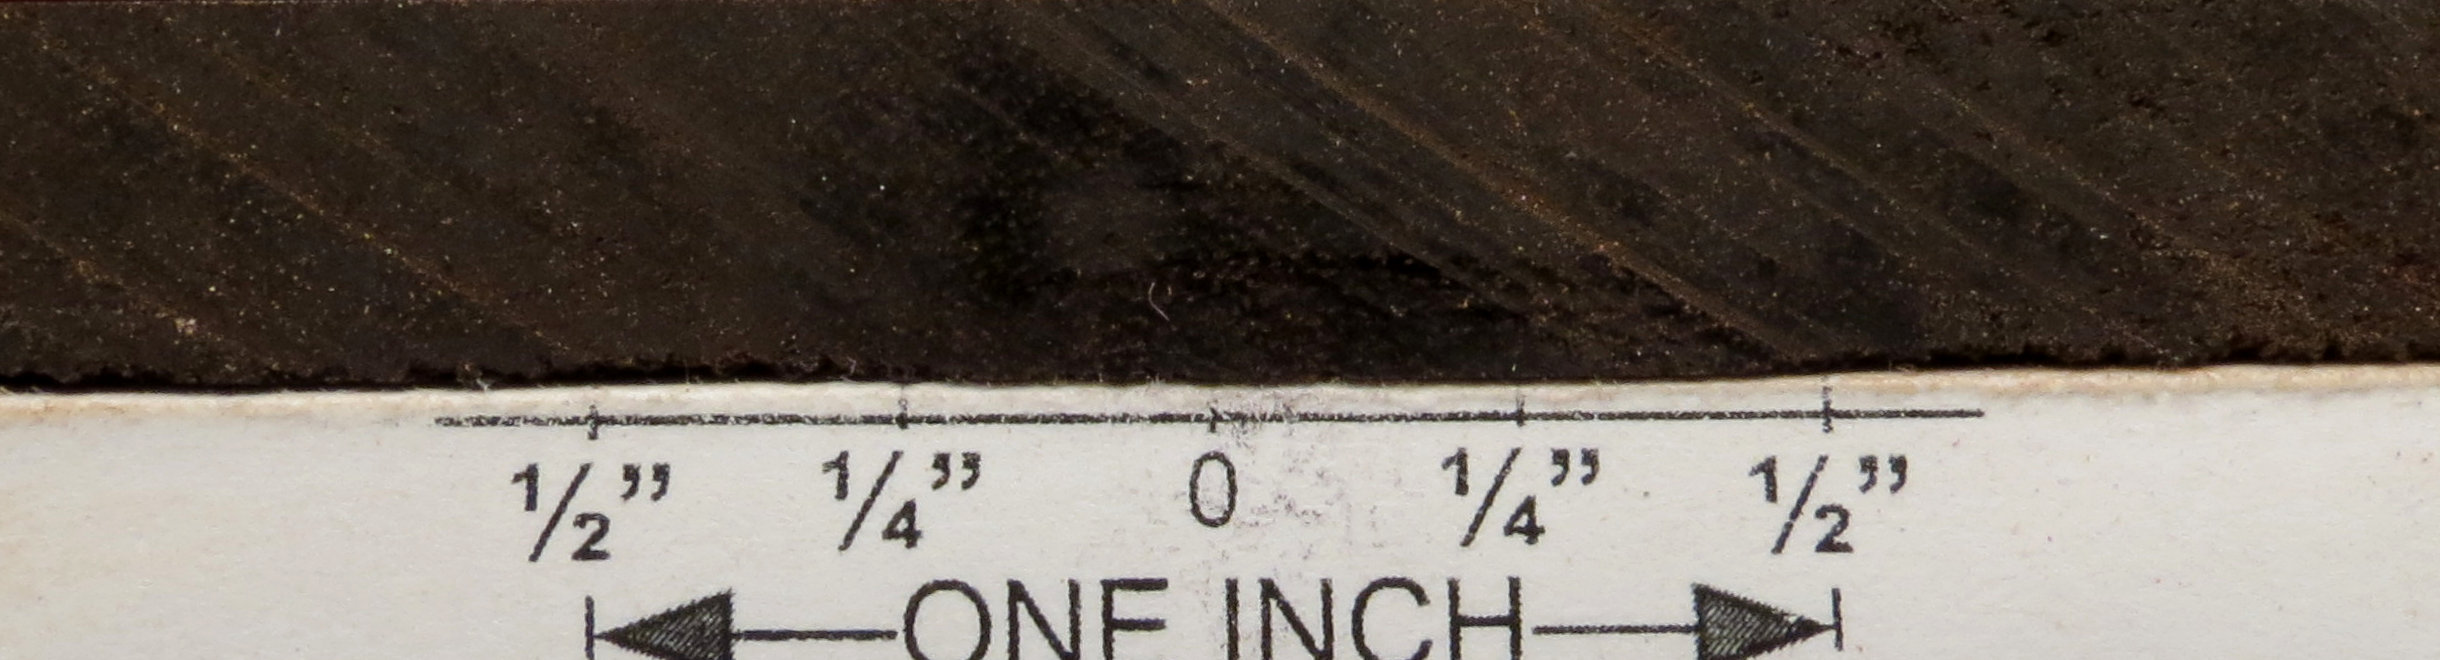 1/2” 1/4” 0 1/4” 1/2”
ONE INCH